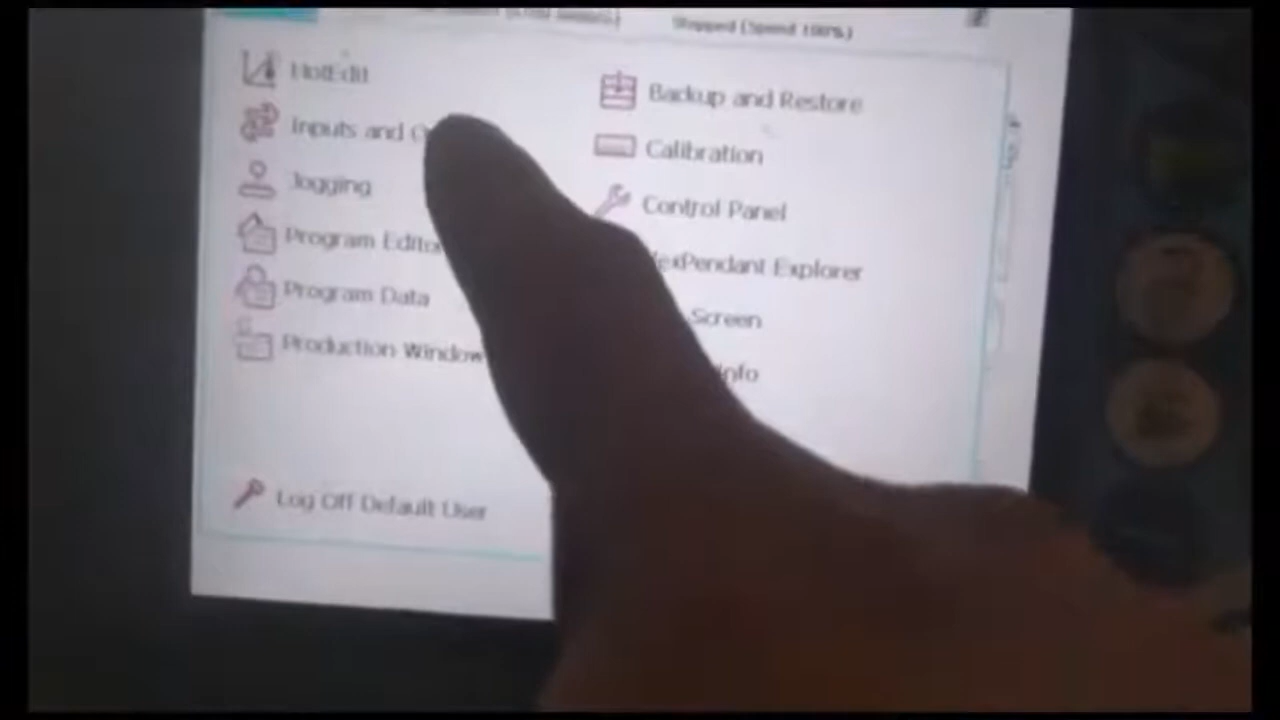 Stopped (Speed 100%)
HotEdit
Inputs and
Jogging
Program Edito
Program Data
Production Window
Backup and Restore
Calibration
Control Panel
exPendant Explorer
Screen
Info
Log Off Default User